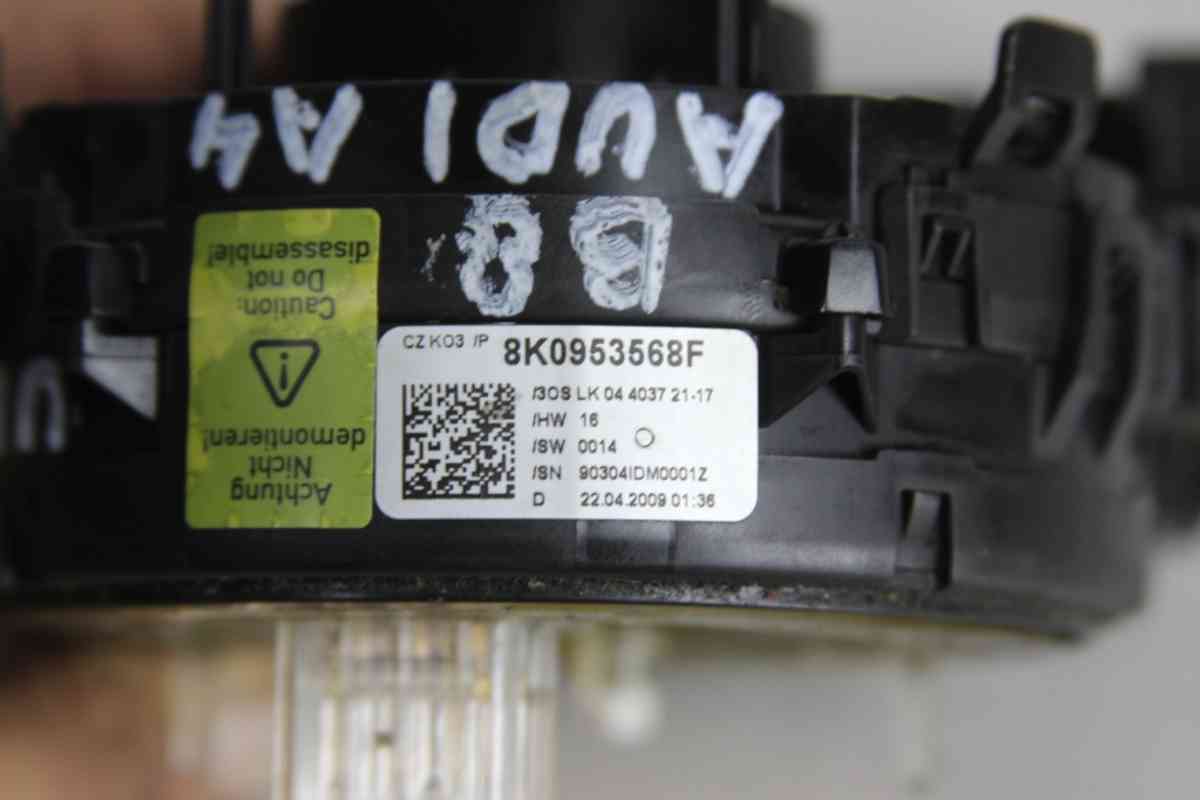 AUDI A4
B8
Achtung
Nicht
demontieren!
Caution:
Do not
disassemble!
CZ KO3 /P 8K0953568F
/3OS LK 04 4037 21-17
/HW 16
/SW 0014
/SN 90304IDM0001Z
D 22.04.2009 01:36